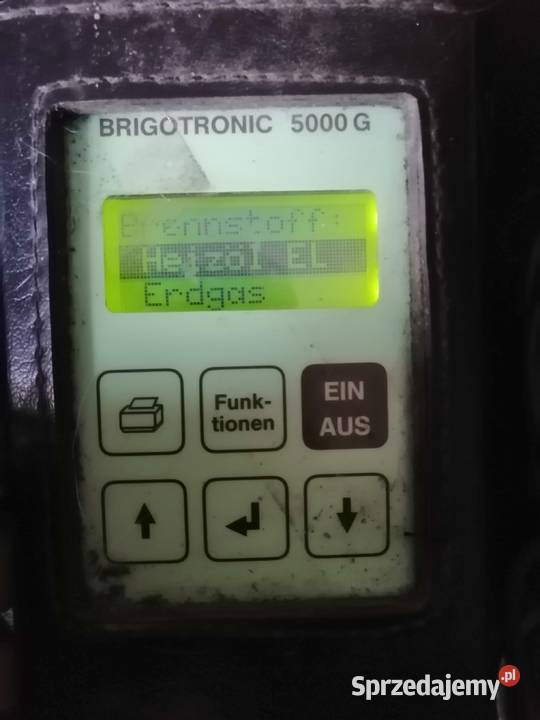 BRIGOTRONIC 5000 G
Brennstoff:
Heizöl EL
Erdgas
Funk-
tionen
EIN
AUS
Sprzedajemy.pl